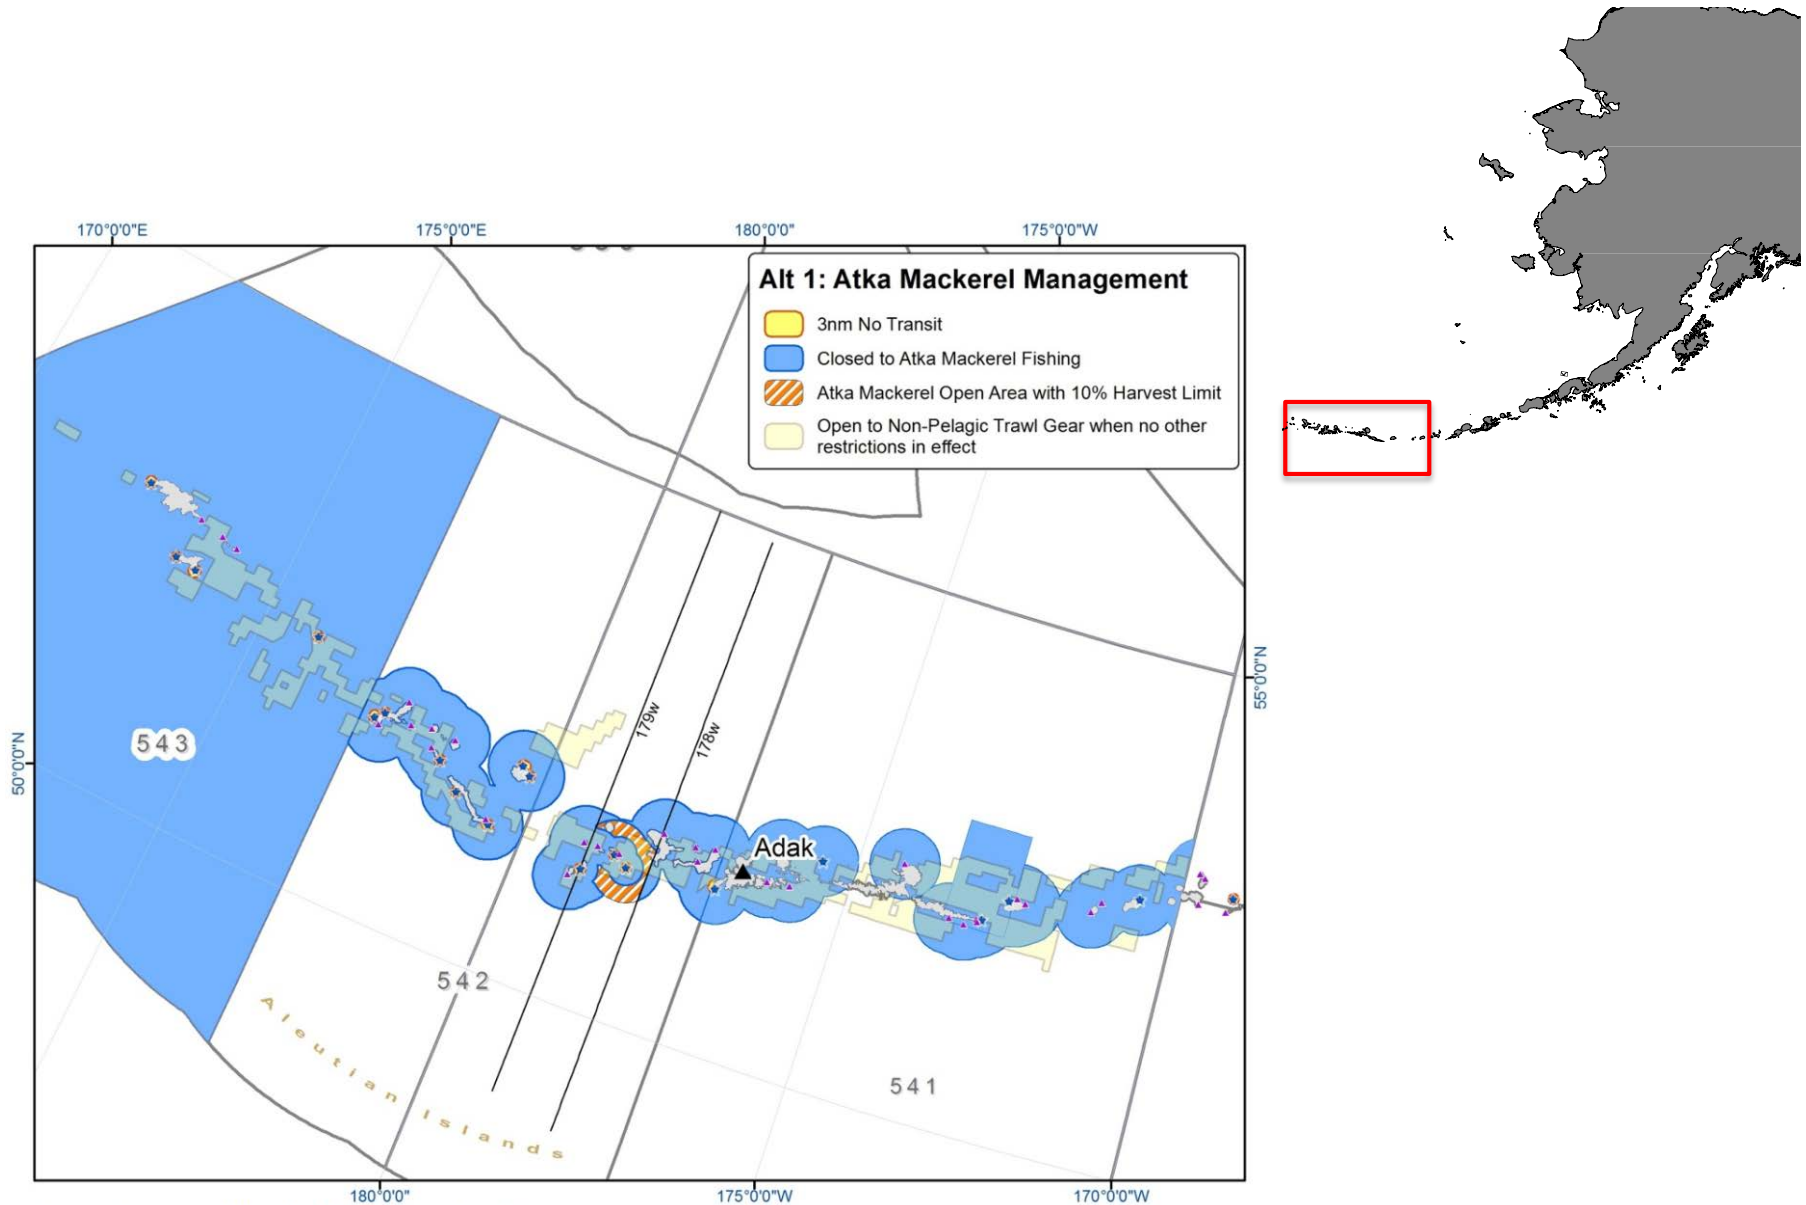 170°0'0"E
175°0'0"E
180°0'0"
175°0'0"W
Alt 1: Atka Mackerel Management
3nm No Transit
Closed to Atka Mackerel Fishing
Atka Mackerel Open Area with 10% Harvest Limit
Open to Non-Pelagic Trawl Gear when no other
restrictions in effect
55°0'0"N
179w
178w
543
50°0'0"N
Adak
542
541
Aleutian Islands
180°0'0"
175°0'0"W
170°0'0"W